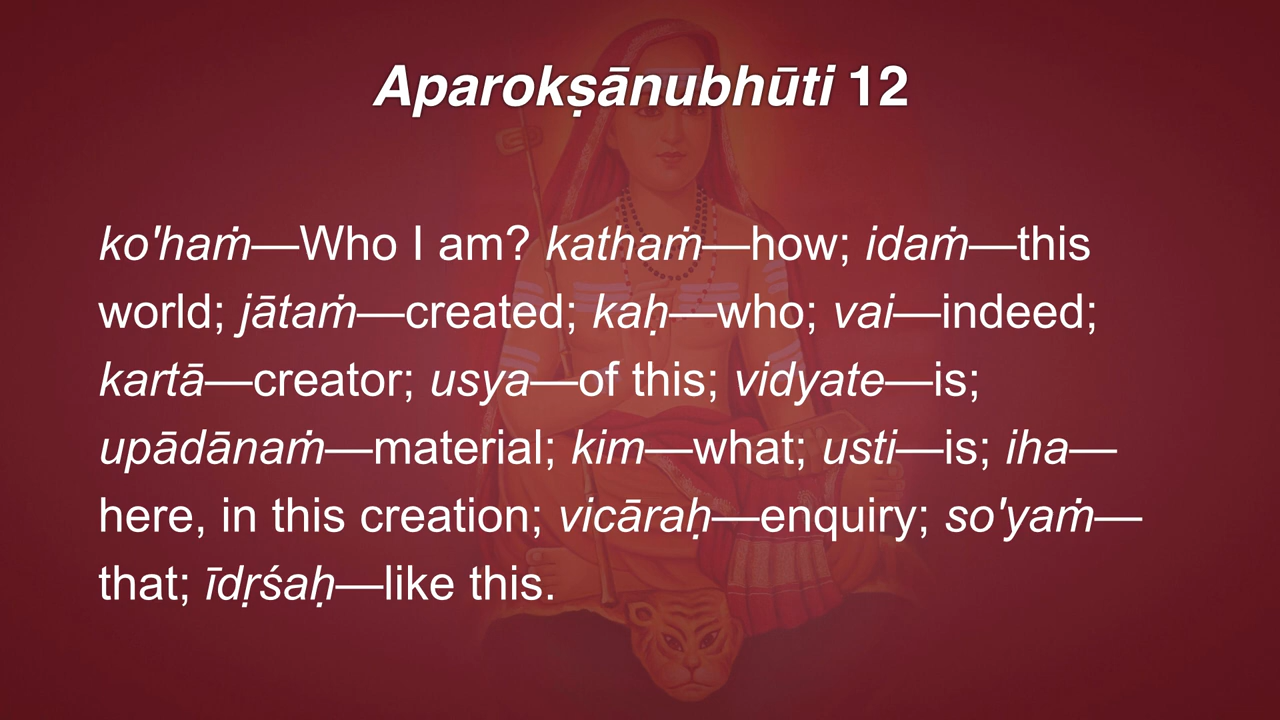 Aparokṣānubhūti 12
ko'haṁ—Who I am? kathaṁ—how; idaṁ—this
world; jātaṁ—created; kaḥ—who; vai—indeed;
kartā—creator; usya—of this; vidyate—is;
upādānaṁ—material; kim—what; usti—is; iha—
here, in this creation; vicāraḥ—enquiry; so'yaṁ—
that; īdṛśaḥ—like this.